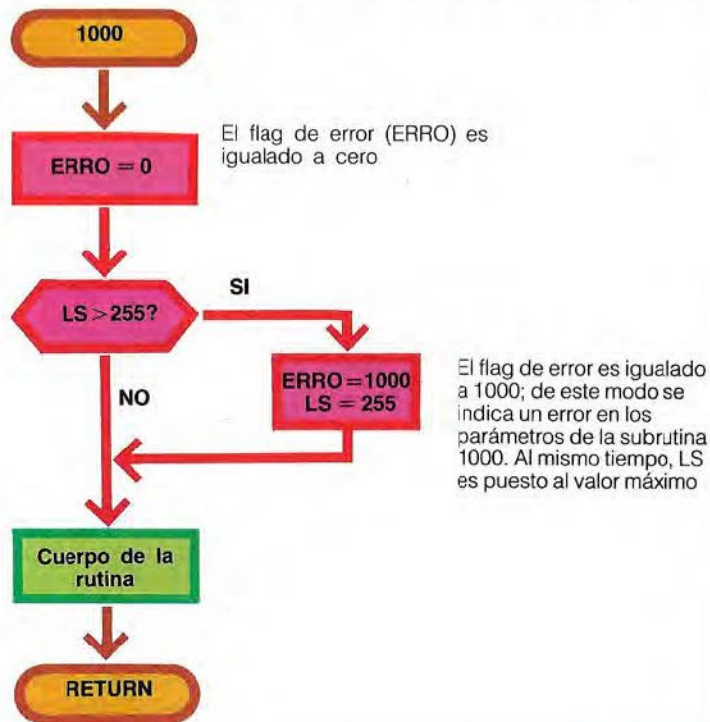 1000
ERRO = 0
El flag de error (ERRO) es
igualado a cero
LS > 255?
SI
NO
ERRO = 1000
LS = 255
El flag de error es igualado
a 1000; de este modo se
indica un error en los
parámetros de la subrutina
1000. Al mismo tiempo, LS
es puesto al valor máximo
Cuerpo de la
rutina
RETURN